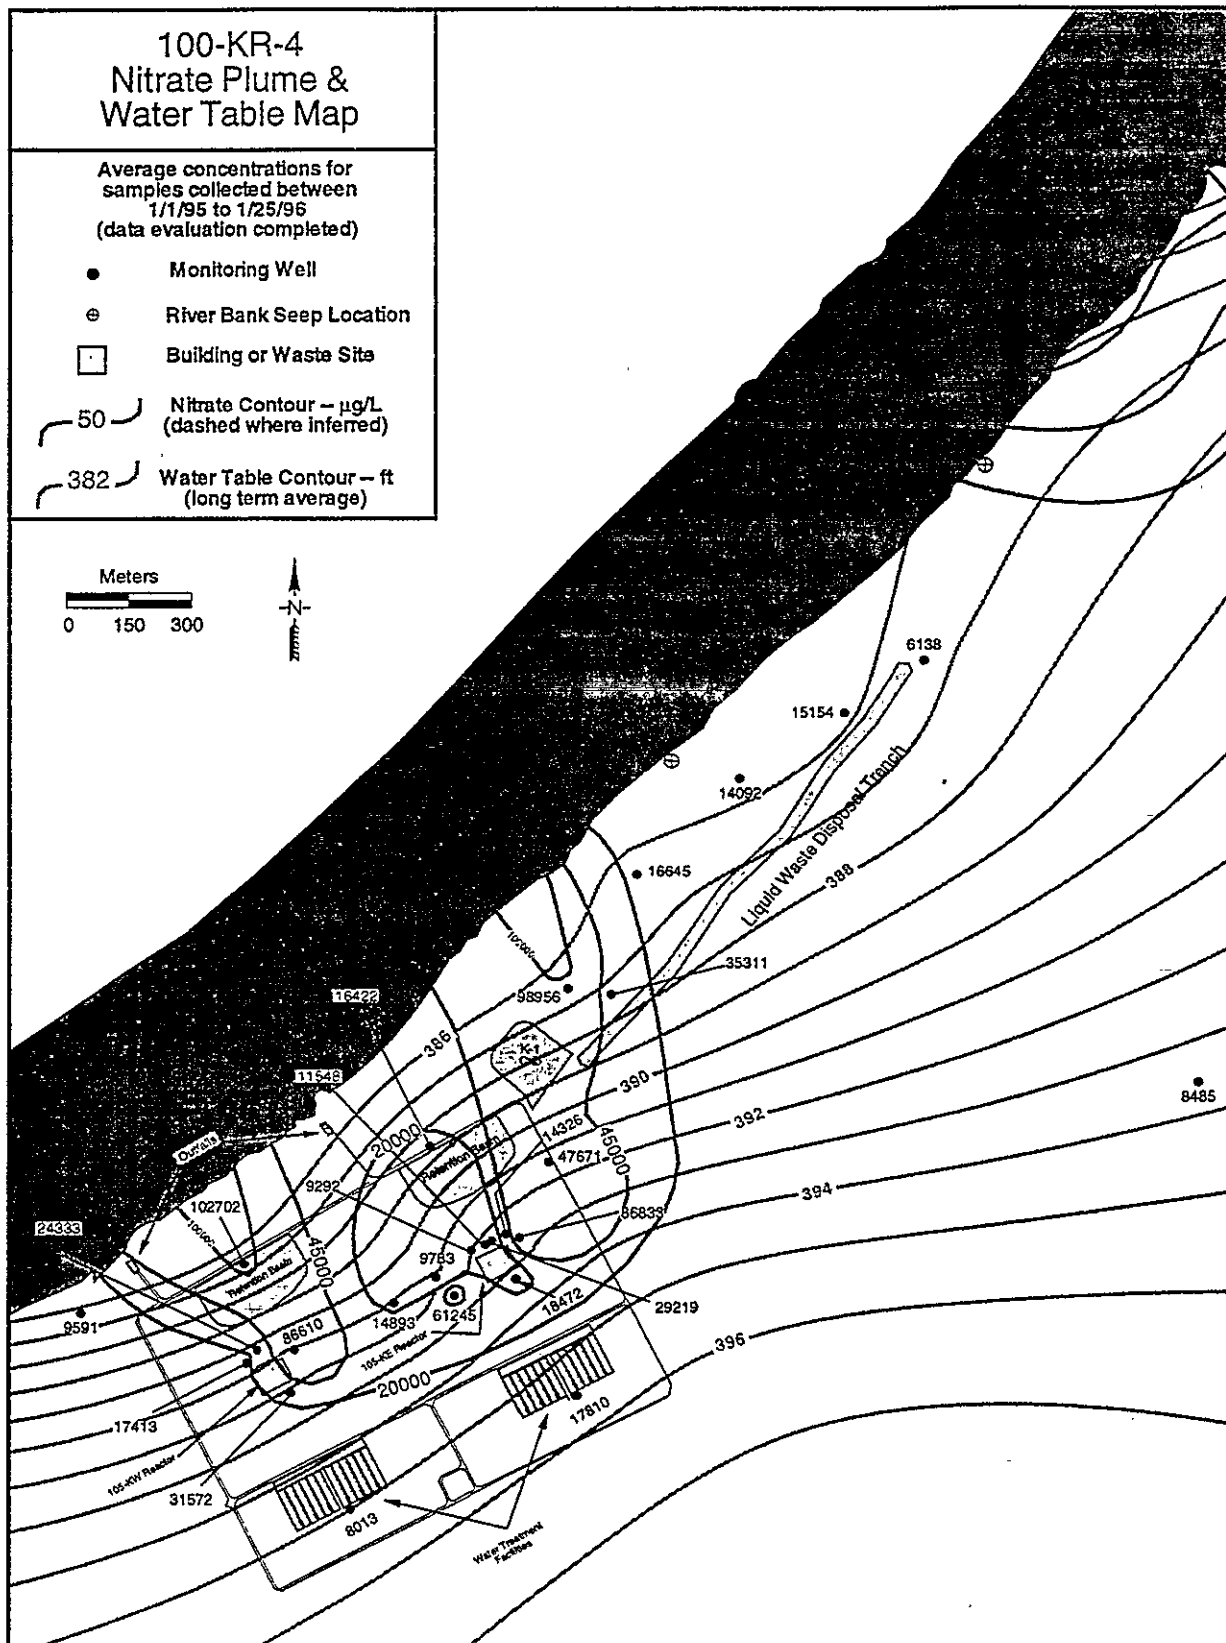 100-KR-4
Nitrate Plume &
Water Table Map
Average concentrations for
samples collected between
1/1/95 to 1/25/96
(data evaluation completed)
Monitoring Well
River Bank Seep Location
Building or Waste Site
50
Nitrate Contour – µg/L
(dashed where inferred)
382
Water Table Contour – ft
(long term average)
Meters
0 150 300
N
6138
15154
14092
Liquid Waste Disposal Trench
388
16645
100000
35311
98956
16422
386
390
11548
392
8485
Outfalls
20000
14326
45000
Retention Basin
47671
9292
394
102702
86833
24333
100000
45000
9783
Retention Basin
18472
29219
61245
9591
14893
86610
105-KE Reactor
396
20000
17810
17413
105-KW Reactor
31572
8013
Water Treatment
Facilities